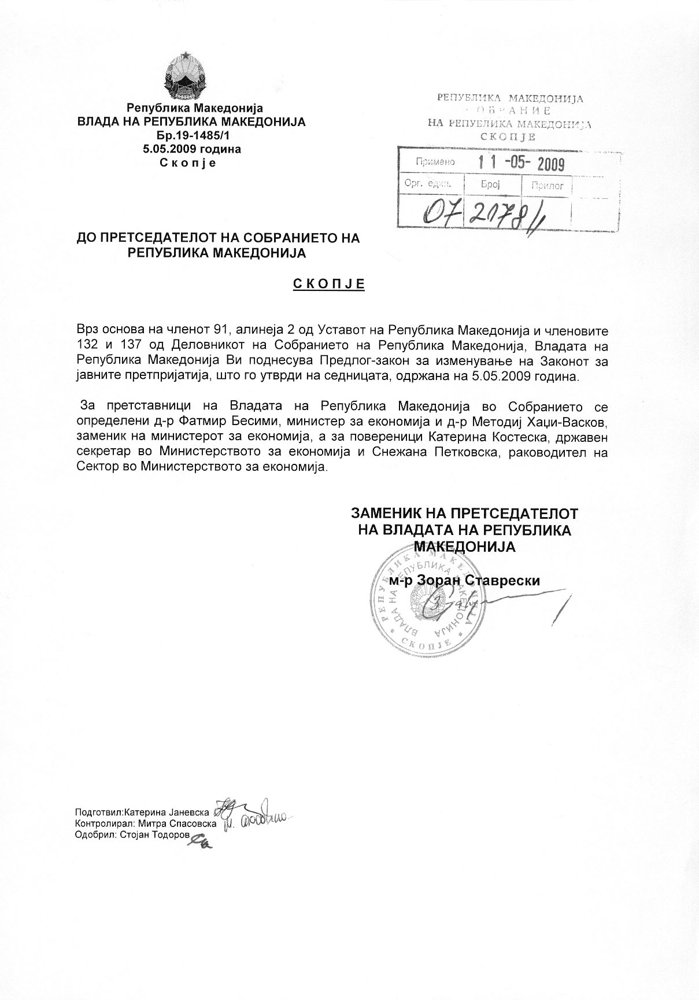 Република Македонија
ВЛАДА НА РЕПУБЛИКА МАКЕДОНИЈА
Бр.19-1485/1
5.05.2009 година
С к о п ј е
РЕПУБЛИКА МАКЕДОНИЈА
СОБРАНИЕ
НА РЕПУБЛИКА МАКЕДОНИЈА
СКОПЈЕ
Примено 11 -05- 2009
Орг. един. Број Прилог
07 2178/1
ДО ПРЕТСЕДАТЕЛОТ НА СОБРАНИЕТО НА
РЕПУБЛИКА МАКЕДОНИЈА
С К О П Ј Е
Врз основа на членот 91, алинеја 2 од Уставот на Република Македонија и членовите
132 и 137 од Деловникот на Собранието на Република Македонија, Владата на
Република Македонија Ви поднесува Предлог-закон за изменување на Законот за
јавните претпријатија, што го утврди на седницата, одржана на 5.05.2009 година.
За претставници на Владата на Република Македонија во Собранието се
определени д-р Фатмир Бесими, министер за економија и д-р Методиј Хаџи-Васков,
заменик на министерот за економија, а за повереници Катерина Костеска, државен
секретар во Министерството за економија и Снежана Петковска, раководител на
Сектор во Министерството за економија.
ЗАМЕНИК НА ПРЕТСЕДАТЕЛОТ
НА ВЛАДАТА НА РЕПУБЛИКА
МАКЕДОНИЈА
м-р Зоран Ставрески
РЕПУБЛИКА МАКЕДОНИЈА
ВЛАДА НА РЕПУБЛИКА МАКЕДОНИЈА
СКОПЈЕ
Подготвил:Катерина Јаневска
Контролирал: Митра Спасовска
Одобрил: Стојан Тодоров